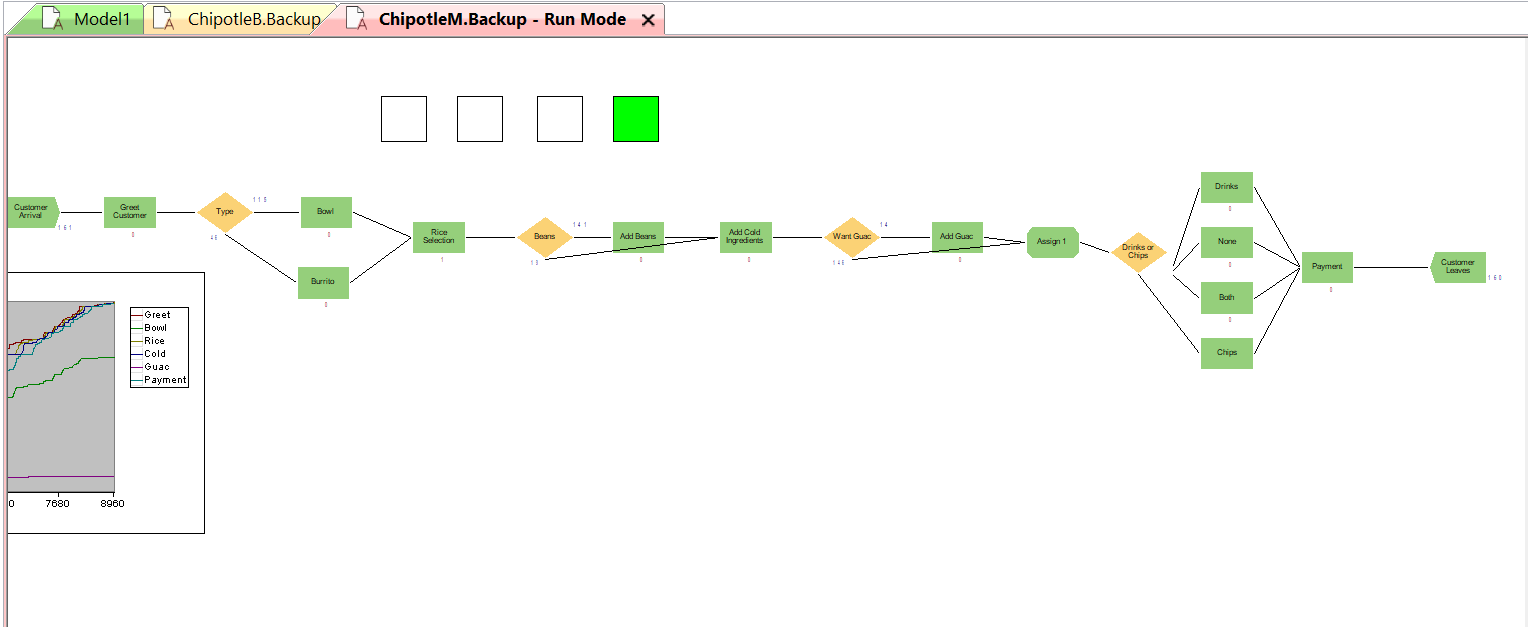 Model1
ChipotleB.Backup
ChipotleM.Backup - Run Mode
Customer
Arrival
161
Greet
Customer
0
Type
118
Bowl
0
Burrito
0
Rice
Selection
1
Beans
141
19
Add Beans
0
Add Cold
Ingredients
0
Want Guac
14
146
Add Guac
0
Assign 1
Drinks or
Chips
Drinks
0
None
0
Both
0
Chips
Payment
0
Customer
Leaves
160
Greet
Bowl
Rice
Cold
Guac
Payment
0
7680
8960